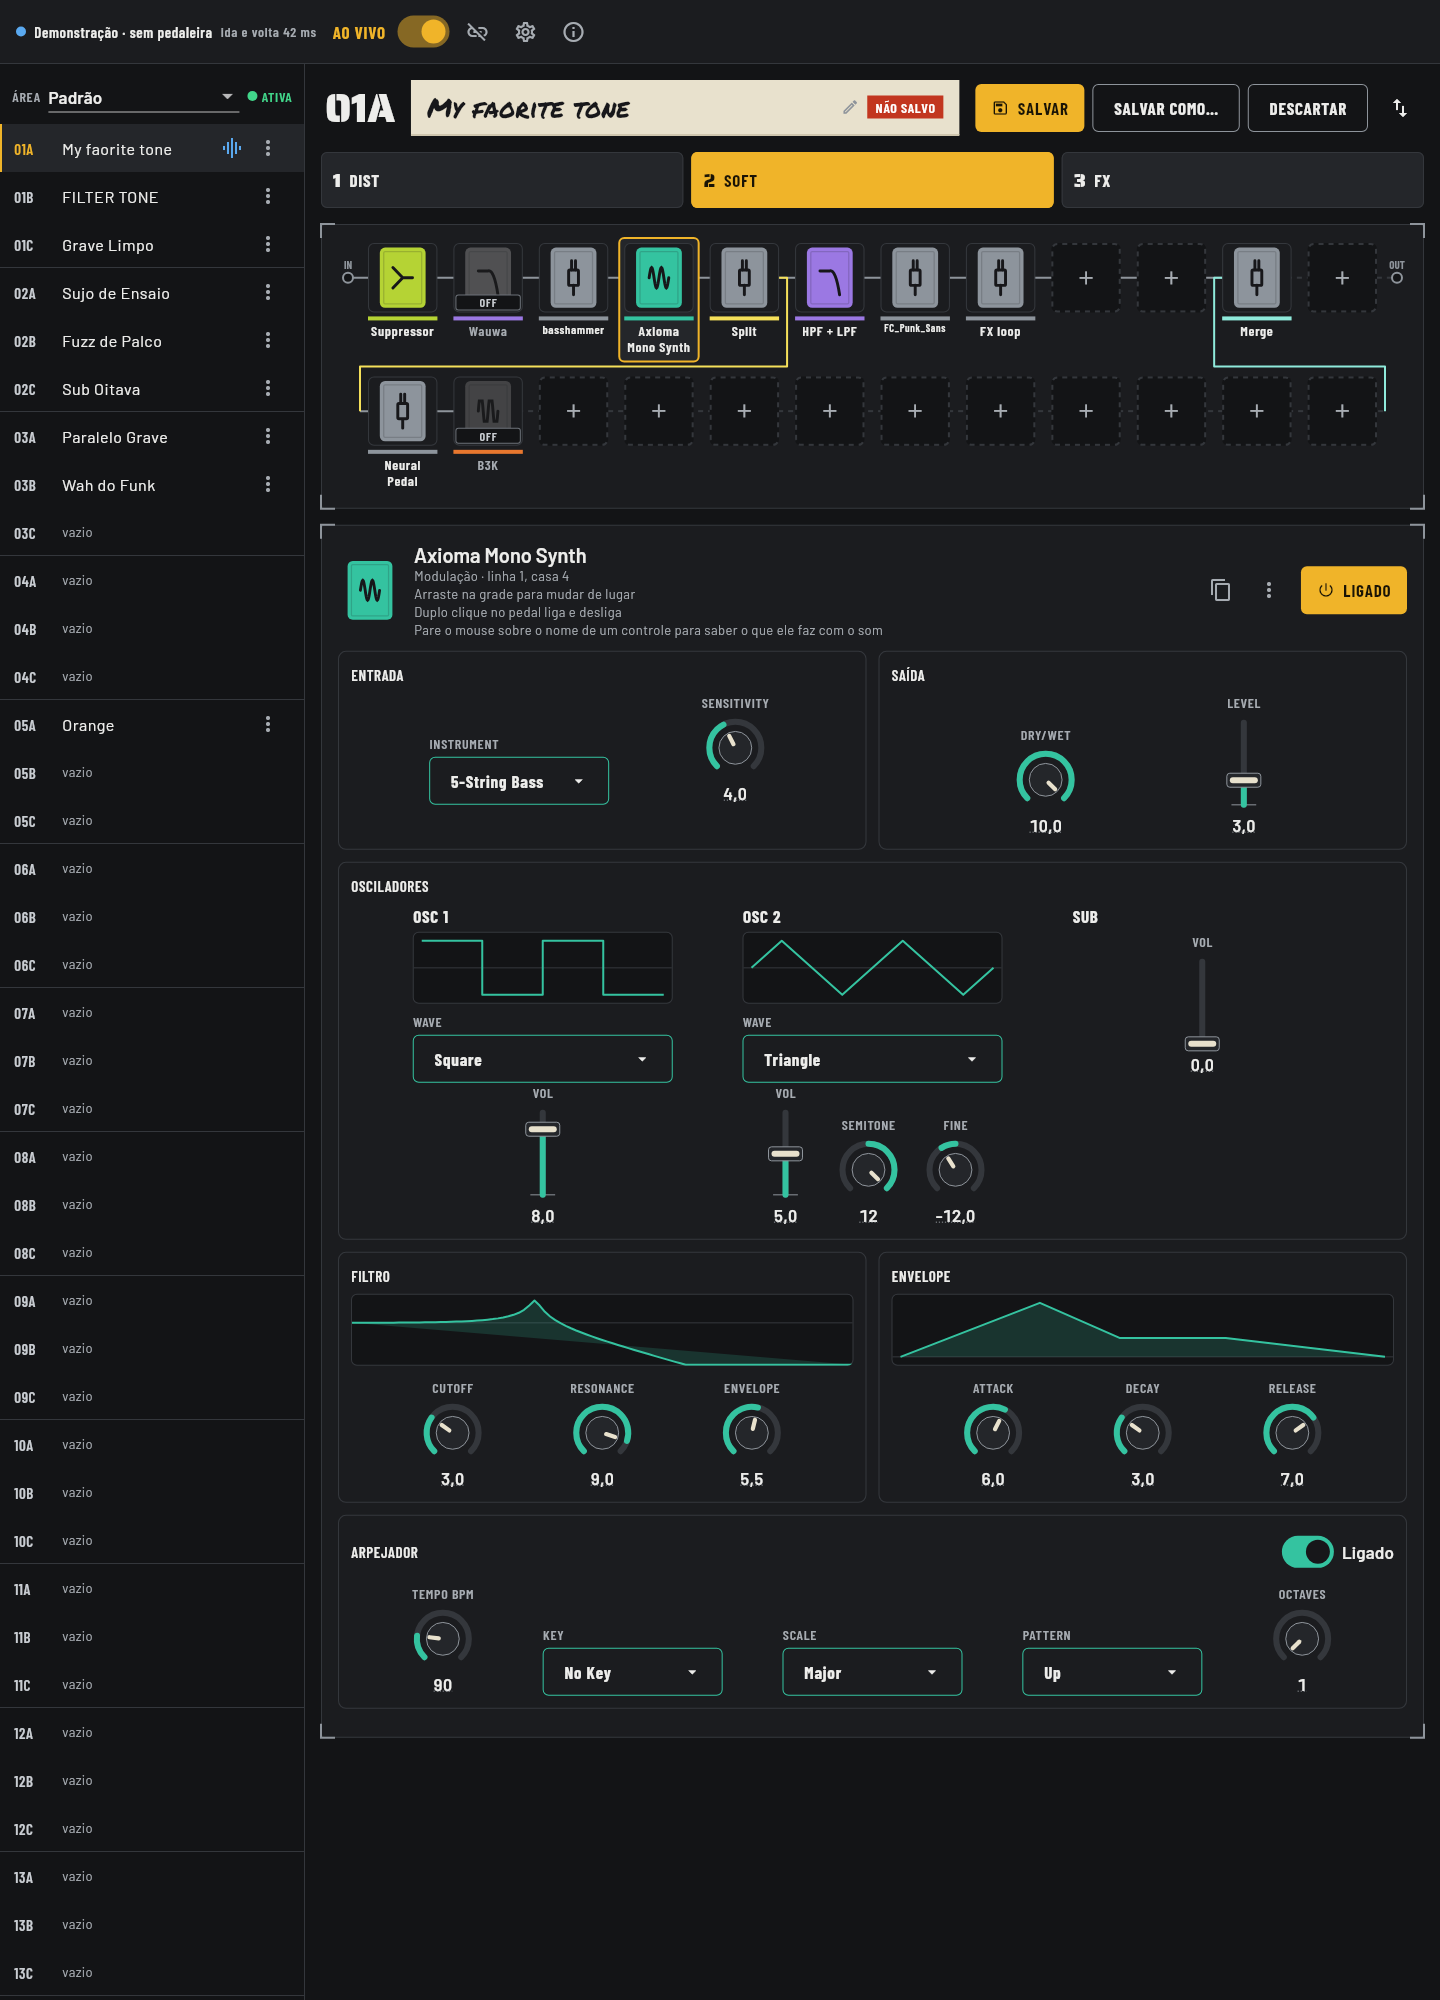 Demonstração · sem pedaleira Ida e volta 42 ms AO VIVO
ÁREA Padrão ATIVA
01A My faorite tone
01B FILTER TONE
01C Grave Limpo
02A Sujo de Ensaio
02B Fuzz de Palco
02C Sub Oitava
03A Paralelo Grave
03B Wah do Funk
03C vazio
04A vazio
04B vazio
04C vazio
05A Orange
05B vazio
05C vazio
06A vazio
06B vazio
06C vazio
07A vazio
07B vazio
07C vazio
08A vazio
08B vazio
08C vazio
09A vazio
09B vazio
09C vazio
10A vazio
10B vazio
10C vazio
11A vazio
11B vazio
11C vazio
12A vazio
12B vazio
12C vazio
13A vazio
13B vazio
13C vazio
01A My faorite tone NÃO SALVO SALVAR SALVAR COMO... DESCARTAR
1 DIST 2 SOFT 3 FX
IN OUT
OFF
Suppressor Wauwa basshammer Axioma Mono Synth Split HPF + LPF FC_Punk_Sans FX loop Merge
OFF
Neural Pedal B3K
Axioma Mono Synth
Modulação · linha 1, casa 4
Arraste na grade para mudar de lugar
Duplo clique no pedal liga e desliga
Pare o mouse sobre o nome de um controle para saber o que ele faz com o som
LIGADO
ENTRADA
INSTRUMENT
5-String Bass
SENSITIVITY
4,0
SAÍDA
DRY/WET
10,0
LEVEL
3,0
OSCILADORES
OSC 1
WAVE
Square
VOL
8,0
OSC 2
WAVE
Triangle
VOL SEMITONE FINE
5,0 12 -12,0
SUB
VOL
0,0
FILTRO
CUTOFF RESONANCE ENVELOPE
3,0 9,0 5,5
ENVELOPE
ATTACK DECAY RELEASE
6,0 3,0 7,0
ARPEJADOR Ligado
TEMPO BPM
90
KEY
No Key
SCALE
Major
PATTERN
Up
OCTAVES
1